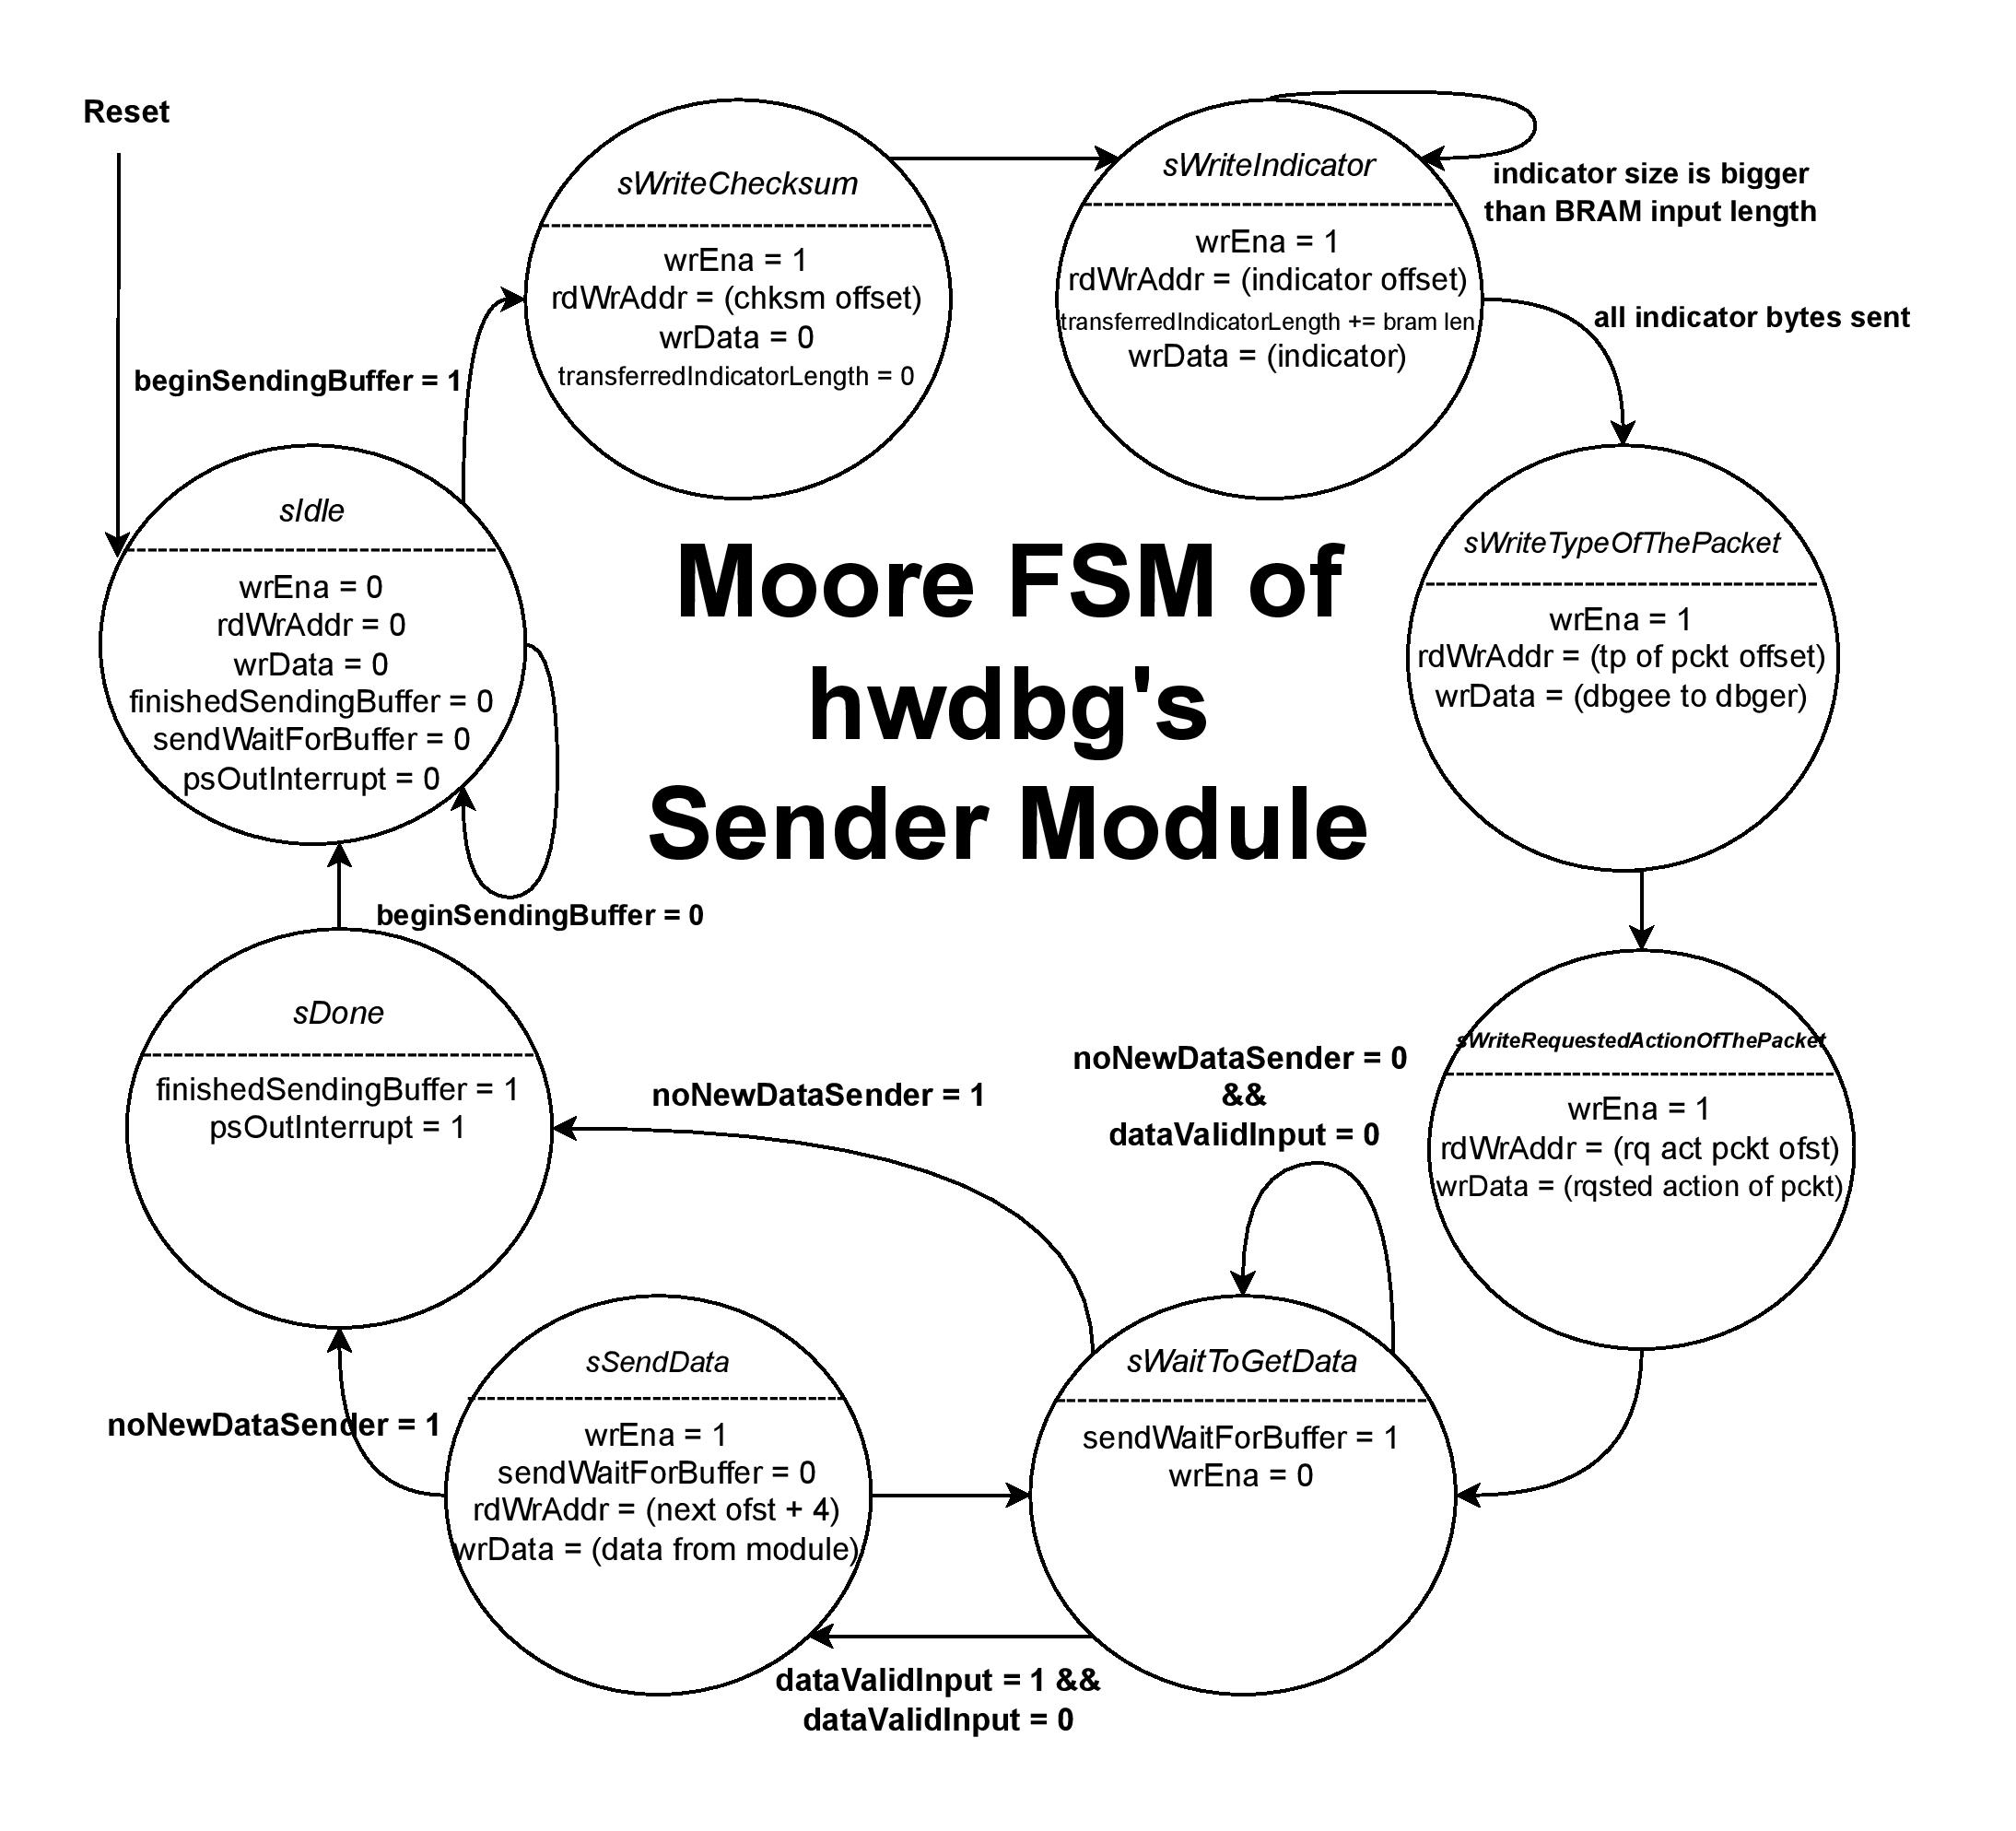 Reset
sWriteChecksum
wrEna = 1
rdWrAddr = (chksm offset)
wrData = 0
transferredIndicatorLength = 0
sWriteIndicator
wrEna = 1
rdWrAddr = (indicator offset)
transferredIndicatorLength += bram len
wrData = (indicator)
indicator size is bigger
than BRAM input length
all indicator bytes sent
beginSendingBuffer = 1
sIdle
wrEna = 0
rdWrAddr = 0
wrData = 0
finishedSendingBuffer = 0
sendWaitForBuffer = 0
psOutInterrupt = 0
beginSendingBuffer = 0
Moore FSM of
hwdbg's
Sender Module
sWriteTypeOfThePacket
wrEna = 1
rdWrAddr = (tp of pckt offset)
wrData = (dbgee to dbger)
sWriteRequestedActionOfThePacket
wrEna = 1
rdWrAddr = (rq act pckt ofst)
wrData = (rqsted action of pckt)
sDone
finishedSendingBuffer = 1
psOutInterrupt = 1
noNewDataSender = 1
noNewDataSender = 0
&&
dataValidInput = 0
sWaitToGetData
sendWaitForBuffer = 1
wrEna = 0
sSendData
wrEna = 1
sendWaitForBuffer = 0
rdWrAddr = (next ofst + 4)
wrData = (data from module)
noNewDataSender = 1
dataValidInput = 1 &&
dataValidInput = 0